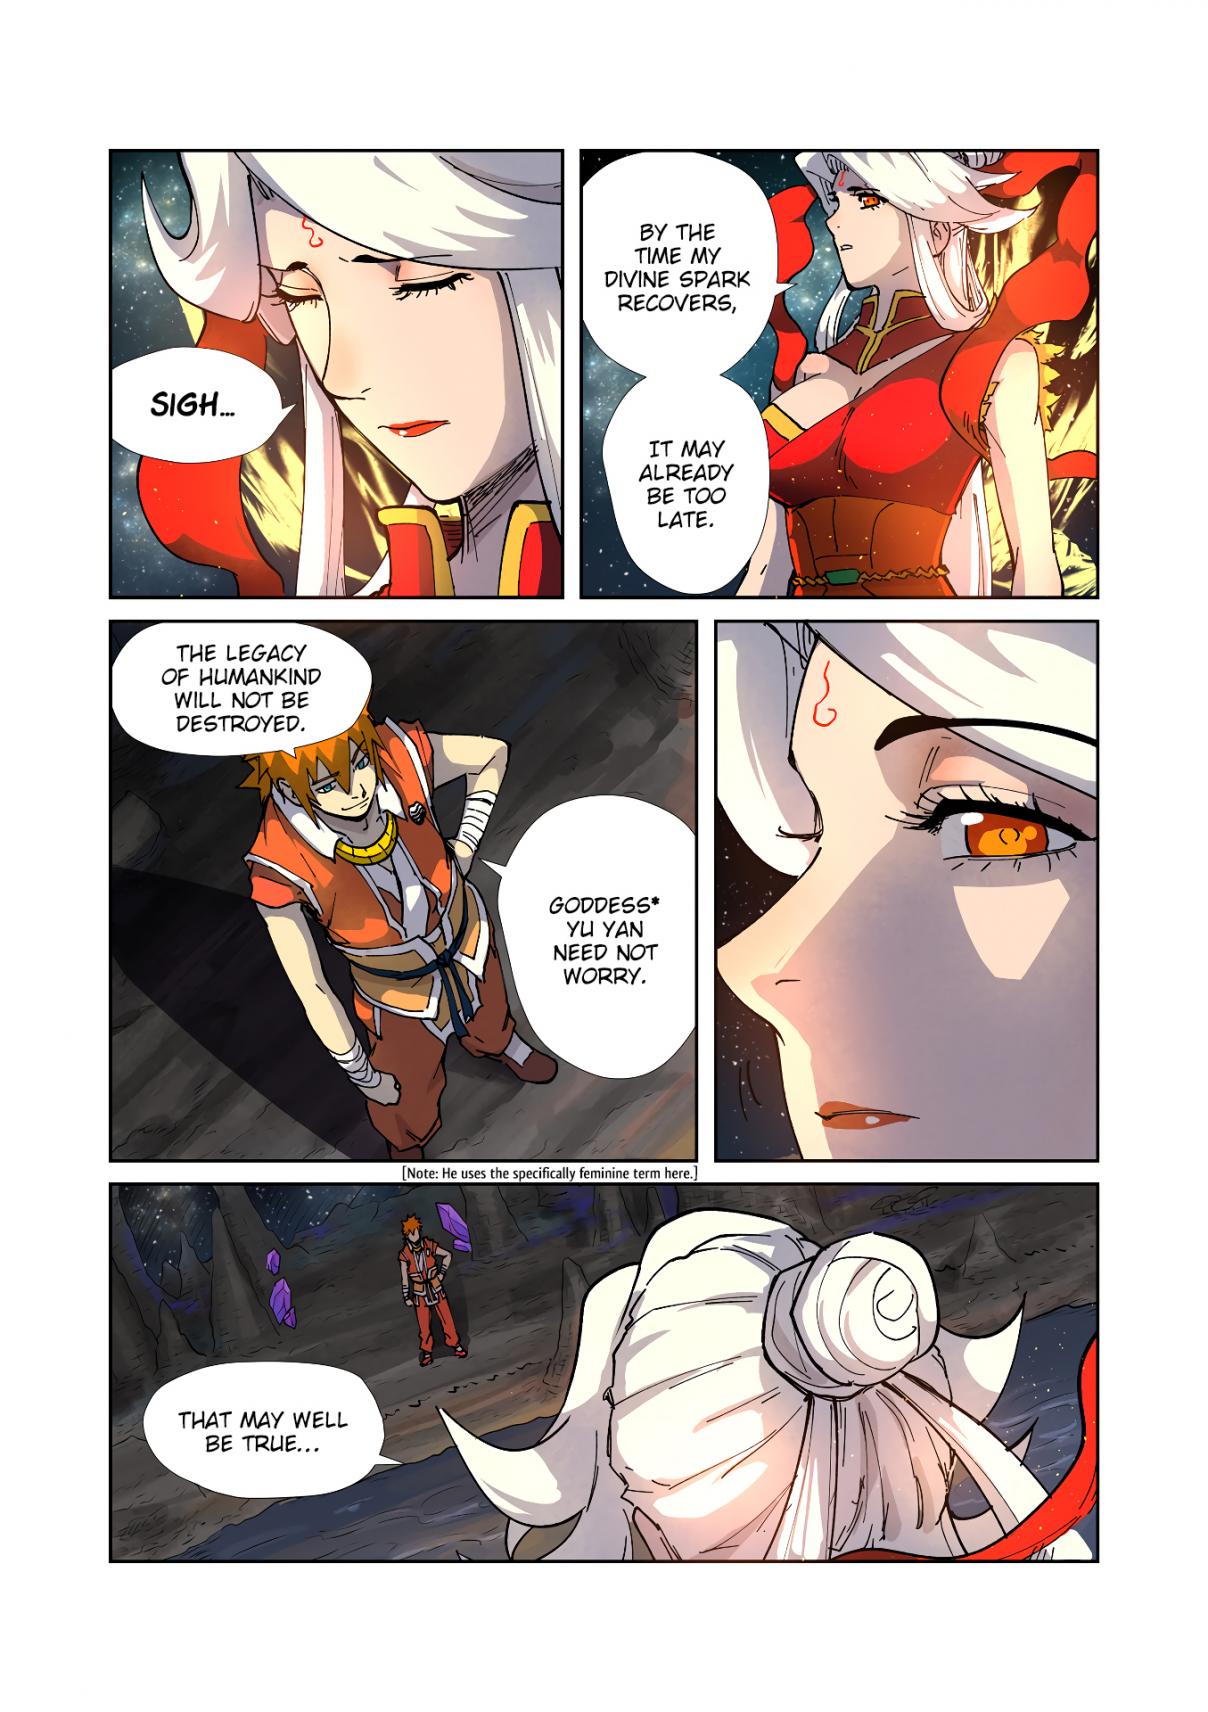 SIGH...
BY THE
TIME MY
DIVINE SPARK
RECOVERS,
IT MAY
ALREADY
BE TOO
LATE.
THE LEGACY
OF HUMANKIND
WILL NOT BE
DESTROYED.
GODDESS*
YU YAN
NEED NOT
WORRY.
[Note: He uses the specifically feminine term here.]
THAT MAY WELL
BE TRUE...